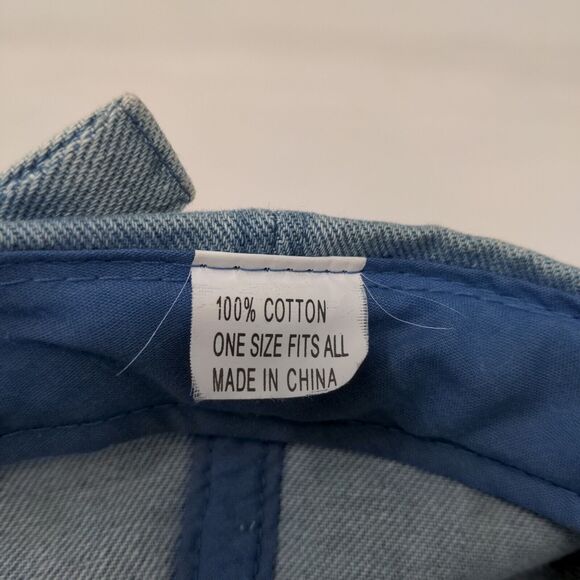 100% COTTON
ONE SIZE FITS ALL
MADE IN CHINA